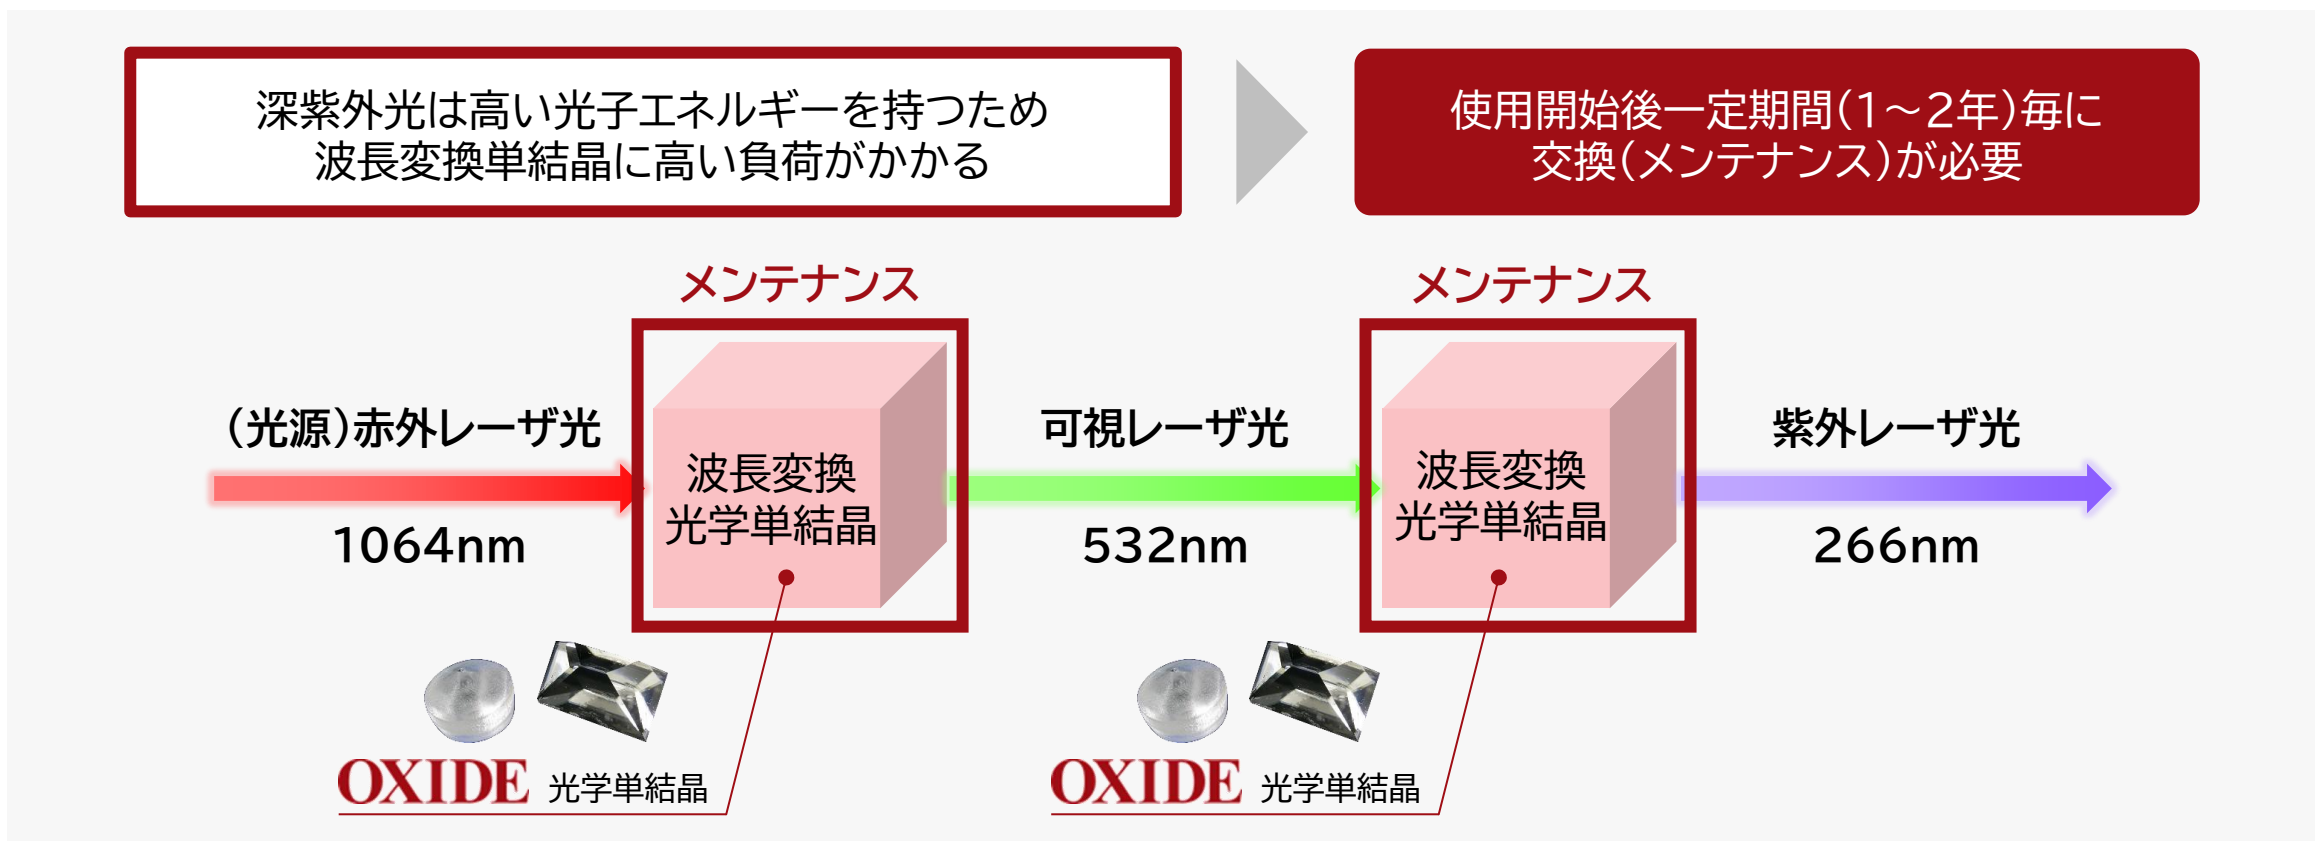 深紫外光は高い光子エネルギーを持つため
波長変換単結晶に高い負荷がかかる
使用開始後一定期間(1～2年)毎に
交換(メンテナンス)が必要
メンテナンス
メンテナンス
(光源)赤外レーザ光
1064nm
波長変換
光学単結晶
可視レーザ光
532nm
波長変換
光学単結晶
紫外レーザ光
266nm
OXIDE 光学単結晶
OXIDE 光学単結晶